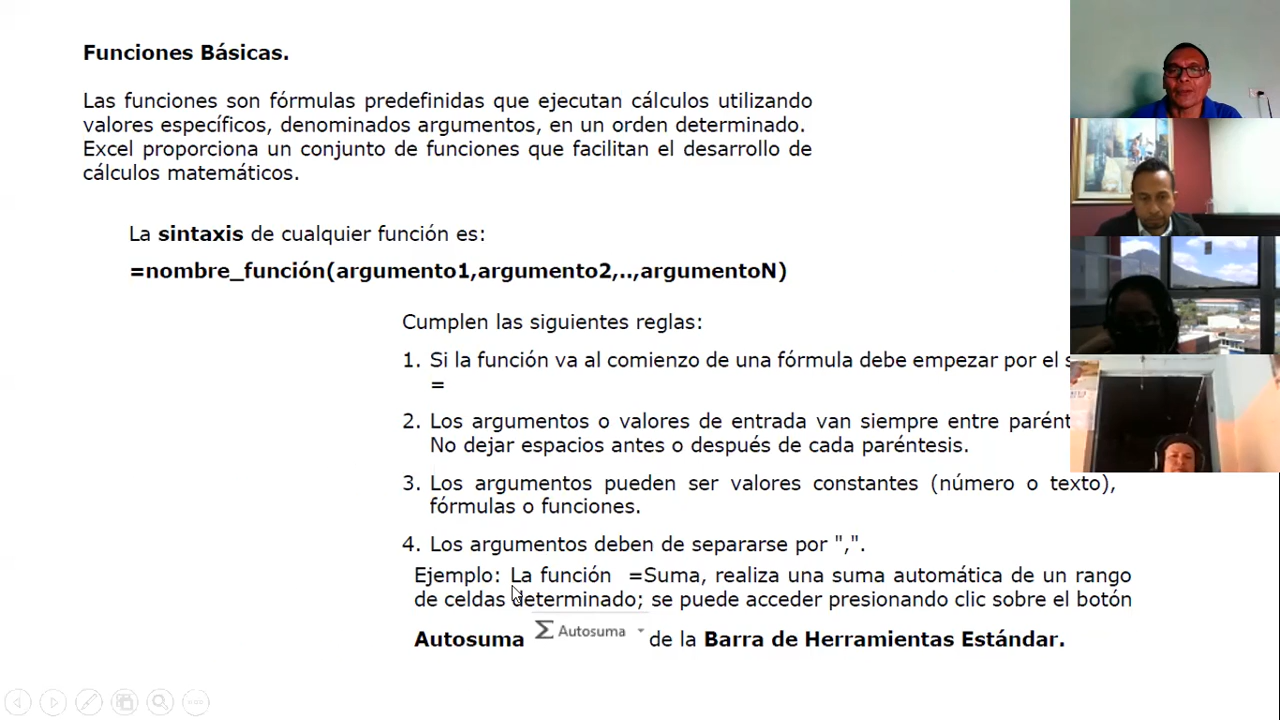 Funciones Básicas.
Las funciones son fórmulas predefinidas que ejecutan cálculos utilizando
valores específicos, denominados argumentos, en un orden determinado.
Excel proporciona un conjunto de funciones que facilitan el desarrollo de
cálculos matemáticos.
La sintaxis de cualquier función es:
=nombre_función(argumento1,argumento2,..,argumentoN)
Cumplen las siguientes reglas:
1. Si la función va al comienzo de una fórmula debe empezar por el
=
2. Los argumentos o valores de entrada van siempre entre
No dejar espacios antes o después de cada paréntesis.
3. Los argumentos pueden ser valores constantes (número o texto),
fórmulas o funciones.
4. Los argumentos deben de separarse por ",".
Ejemplo: La función =Suma, realiza una suma automática de un rango
de celdas determinado; se puede acceder presionando clic sobre el botón
Autosuma Σ Autosuma de la Barra de Herramientas Estándar.